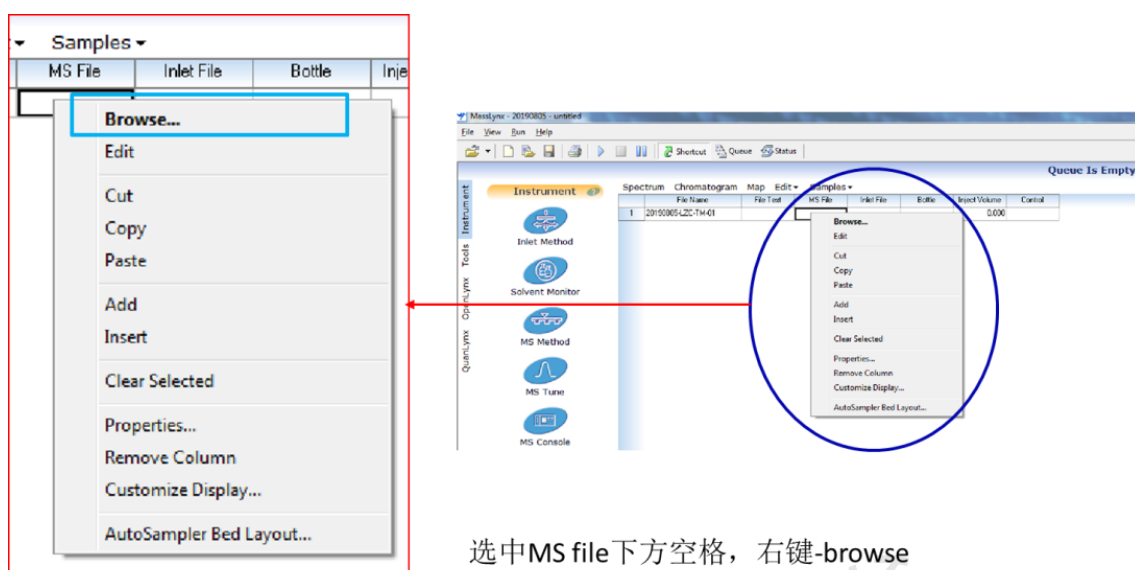 Samples
MS File Inlet File Bottle Inje
Browse...
Edit
Cut
Copy
Paste
Add
Insert
Clear Selected
Properties...
Remove Column
Customize Display...
AutoSampler Bed Layout...
MassLynx - 20190805 - untitled
File View Run Help
Shortcut Queue Status
Queue Is Empty
Instrument
Tools
OpenLynx
QuanLynx
Instrument
Inlet Method
Solvent Monitor
MS Method
MS Tune
MS Console
Spectrum Chromatogram Map Edit Samples
File Name File Text MS File Inlet File Bottle Inject Volume Control
1 20190805-LZC-TM-01 0.000
Browse...
Edit
Cut
Copy
Paste
Add
Insert
Clear Selected
Properties...
Remove Column
Customize Display...
AutoSampler Bed Layout...
选中MS file下方空格，右键-browse